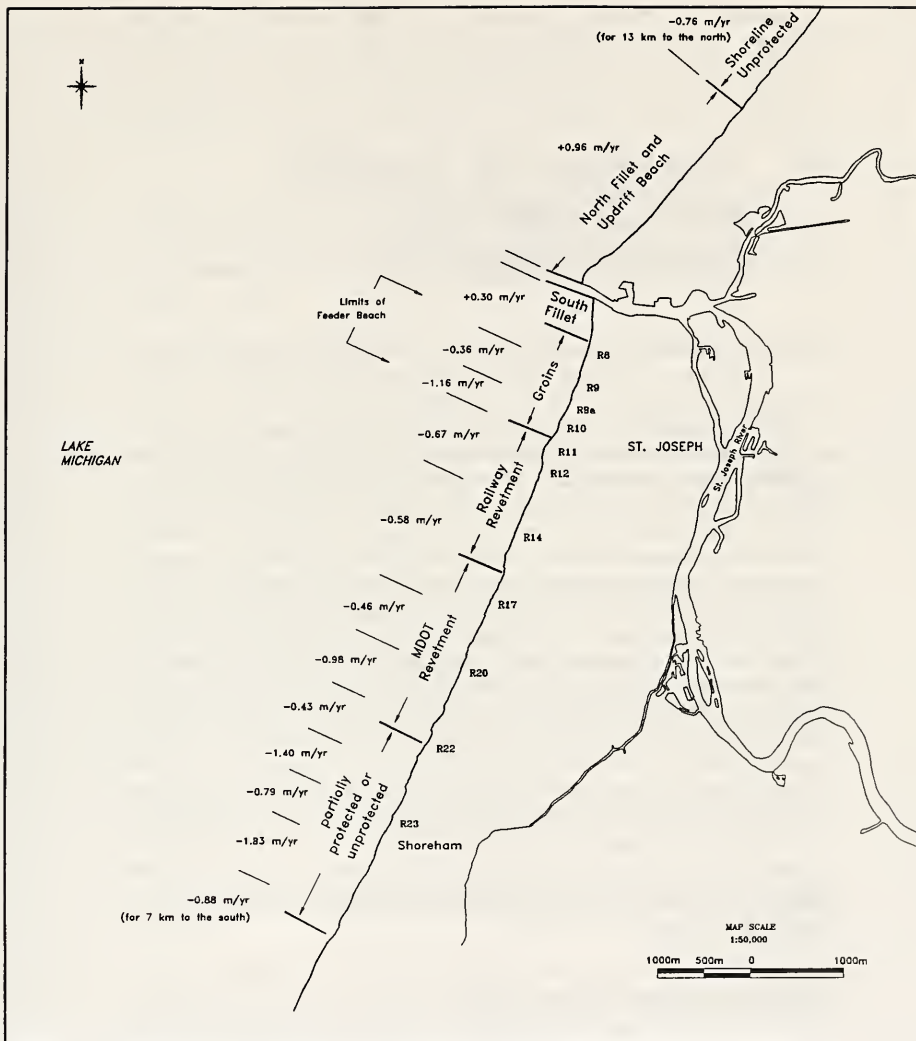 -0.76 m/yr
(for 13 km to the north)
Shoreline
Unprotected
N
+0.96 m/yr
North Fillet and
Updrift Beach
Limits of
Feeder Beach
+0.30 m/yr
South
Fillet
-0.36 m/yr
R8
-1.16 m/yr
Groins
R9
R9a
R10
-0.67 m/yr
R11
ST. JOSEPH
LAKE
MICHIGAN
R12
St. Joseph River
Railway
Revetment
-0.58 m/yr
R14
-0.46 m/yr
R17
MDOT
Revetment
-0.98 m/yr
R20
-0.43 m/yr
-1.40 m/yr
R22
-0.79 m/yr
partially
protected or
unprotected
-1.83 m/yr
R23
Shoreham
-0.88 m/yr
(for 7 km to the south)
MAP SCALE
1:50,000
1000m 500m 0 1000m